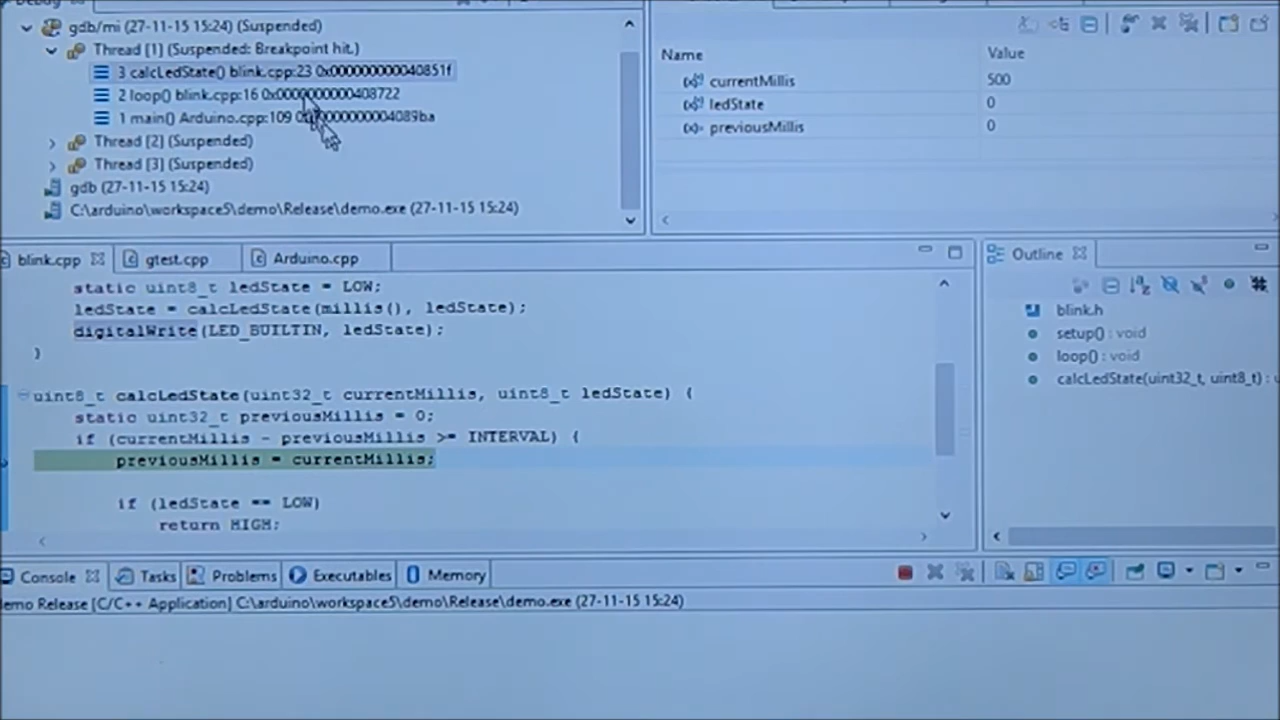 gdb/mi (27-11-15 15:24) (Suspended)
Thread [1] (Suspended: Breakpoint hit.)
3 calcLedState() blink.cpp:23 0x000000000040851f
2 loop() blink.cpp:16 0x0000000000408722
1 main() Arduino.cpp:109
Thread [2] (Suspended)
Thread [3] (Suspended)
gdb (27-11-15 15:24)
C:\arduino\workspace5\demo\Release\demo.exe (27-11-15 15:24)
Name Value
currentMillis 500
ledState 0
previousMillis 0
blink.cpp gtest.cpp Arduino.cpp
static uint8_t ledState = LOW;
ledState = calcLedState(millis(), ledState);
digitalWrite(LED_BUILTIN, ledState);
}
uint8_t calcLedState(uint32_t currentMillis, uint8_t ledState) {
static uint32_t previousMillis = 0;
if (currentMillis - previousMillis >= INTERVAL) {
previousMillis = currentMillis;
if (ledState == LOW)
return HIGH;
Outline
blink.h
setup() : void
loop() : void
calcLedState(uint32_t, uint8_t) : u
Console Tasks Problems Executables Memory
emo Release [C/C++ Application] C:\arduino\workspace5\demo\Release\demo.exe (27-11-15 15:24)